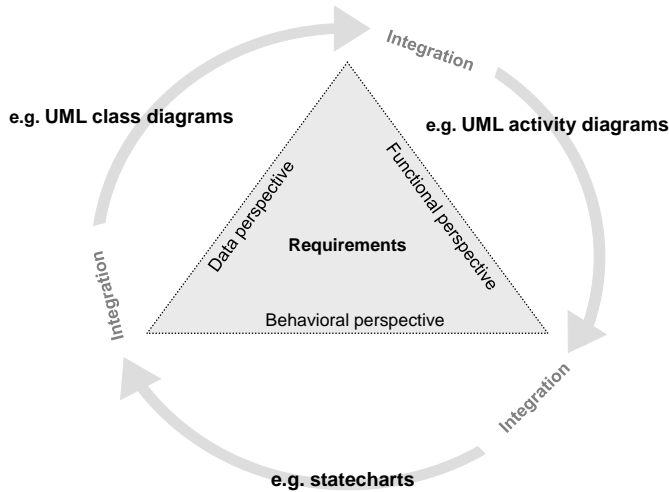 Integration
e.g. UML class diagrams
e.g. UML activity diagrams
Data perspective
Functional perspective
Requirements
Integration
Behavioral perspective
Integration
e.g. statecharts